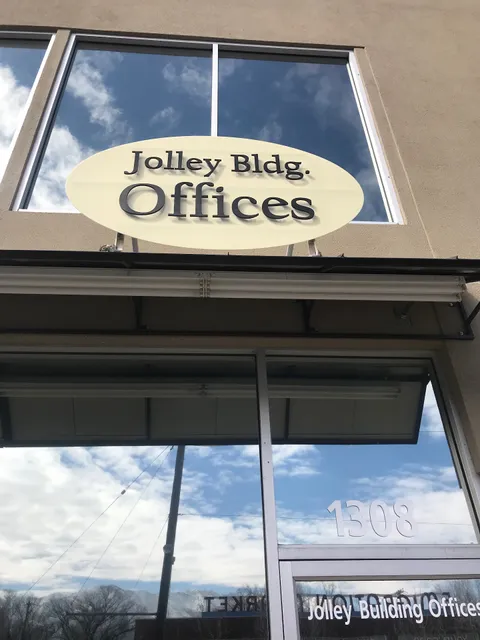 Jolley Bldg.
Offices
1308
Jolley Building Offices